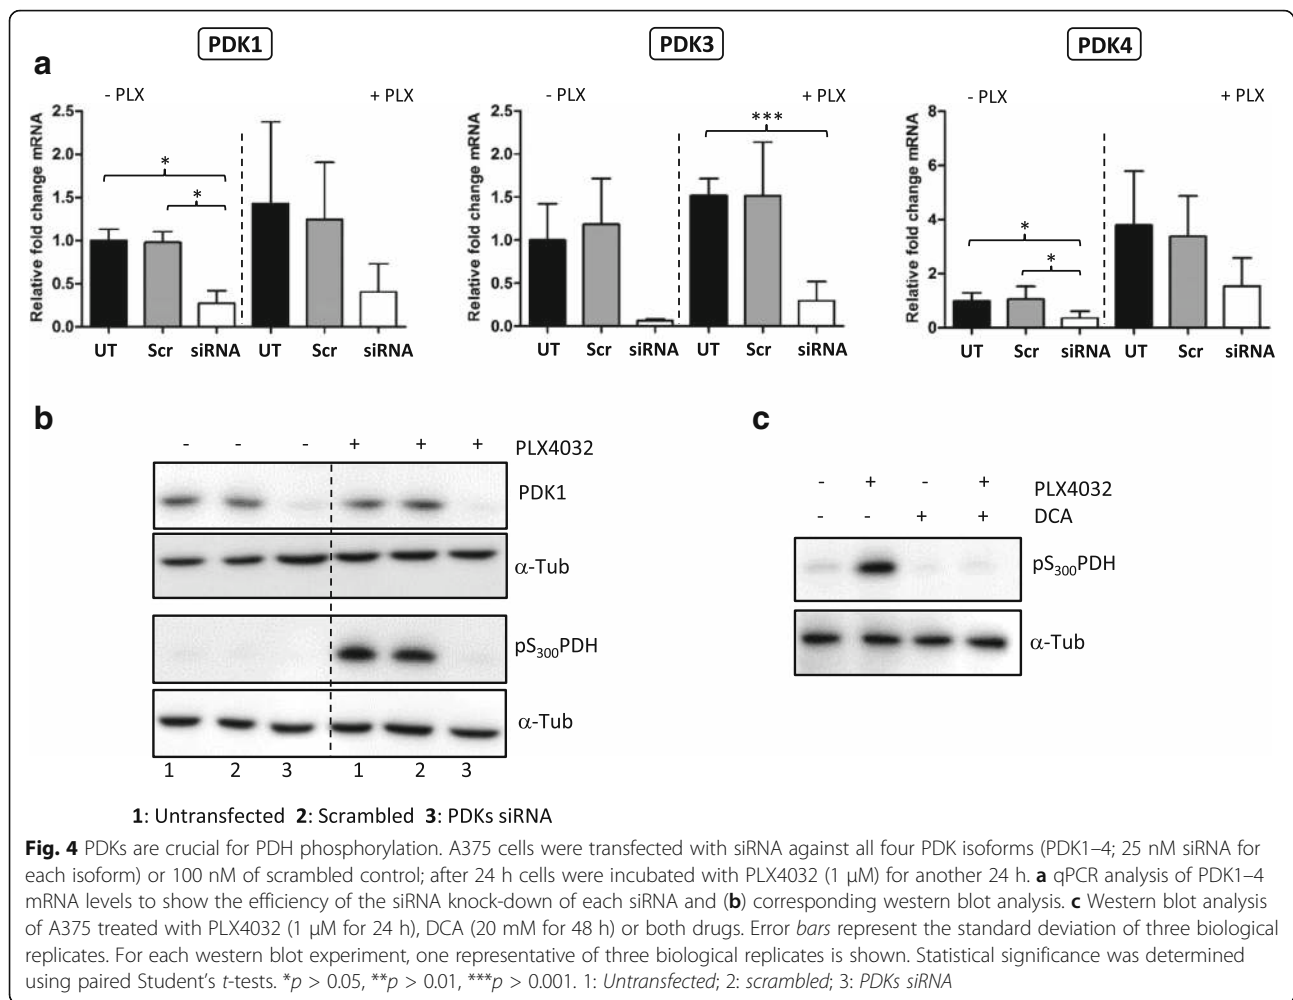 PDK1 PDK3 PDK4
a
- PLX + PLX - PLX + PLX - PLX + PLX
Relative fold change mRNA
2.5
2.0
1.5
1.0
0.5
0.0
* *
UT Scr siRNA UT Scr siRNA
Relative fold change mRNA
2.5
2.0
1.5
1.0
0.5
0.0
***
UT Scr siRNA UT Scr siRNA
Relative fold change mRNA
8
6
4
2
0
* *
UT Scr siRNA UT Scr siRNA
b
- - - + + + PLX4032
PDK1
α-Tub
pS300PDH
α-Tub
1 2 3 1 2 3
1: Untransfected 2: Scrambled 3: PDKs siRNA
c
- + - + PLX4032
- - + + DCA
pS300PDH
α-Tub
Fig. 4 PDKs are crucial for PDH phosphorylation. A375 cells were transfected with siRNA against all four PDK isoforms (PDK1–4; 25 nM siRNA for
each isoform) or 100 nM of scrambled control; after 24 h cells were incubated with PLX4032 (1 μM) for another 24 h. a qPCR analysis of PDK1–4
mRNA levels to show the efficiency of the siRNA knock-down of each siRNA and (b) corresponding western blot analysis. c Western blot analysis
of A375 treated with PLX4032 (1 μM for 24 h), DCA (20 mM for 48 h) or both drugs. Error bars represent the standard deviation of three biological
replicates. For each western blot experiment, one representative of three biological replicates is shown. Statistical significance was determined
using paired Student's t-tests. *p > 0.05, **p > 0.01, ***p > 0.001. 1: Untransfected; 2: scrambled; 3: PDKs siRNA